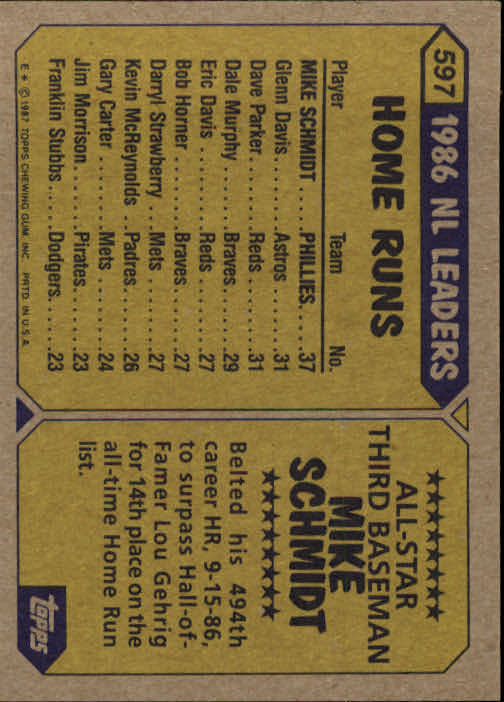 597 1986 NL LEADERS
HOME RUNS
Player Team No.
MIKE SCHMIDT.....PHILLIES....37
Glenn Davis........Astros......31
Dave Parker........Reds.......31
Dale Murphy.......Braves.....29
Eric Davis..........Reds.......27
Bob Horner........Braves.....27
Darryl Strawberry...Mets.......27
Kevin McReynolds..Padres.....26
Gary Carter........Mets.......24
Jim Morrison.......Pirates.....23
Franklin Stubbs.....Dodgers....23
E * © 1987 TOPPS CHEWING GUM, INC. PRTD. IN U.S.A.
★★★★★★★★
ALL-STAR
THIRD BASEMAN
MIKE
SCHMIDT
★★★★★★★★
Belted his 494th
career HR, 9-15-86,
to surpass Hall-of-
Famer Lou Gehrig
for 14th place on the
all-time Home Run
list.
topps